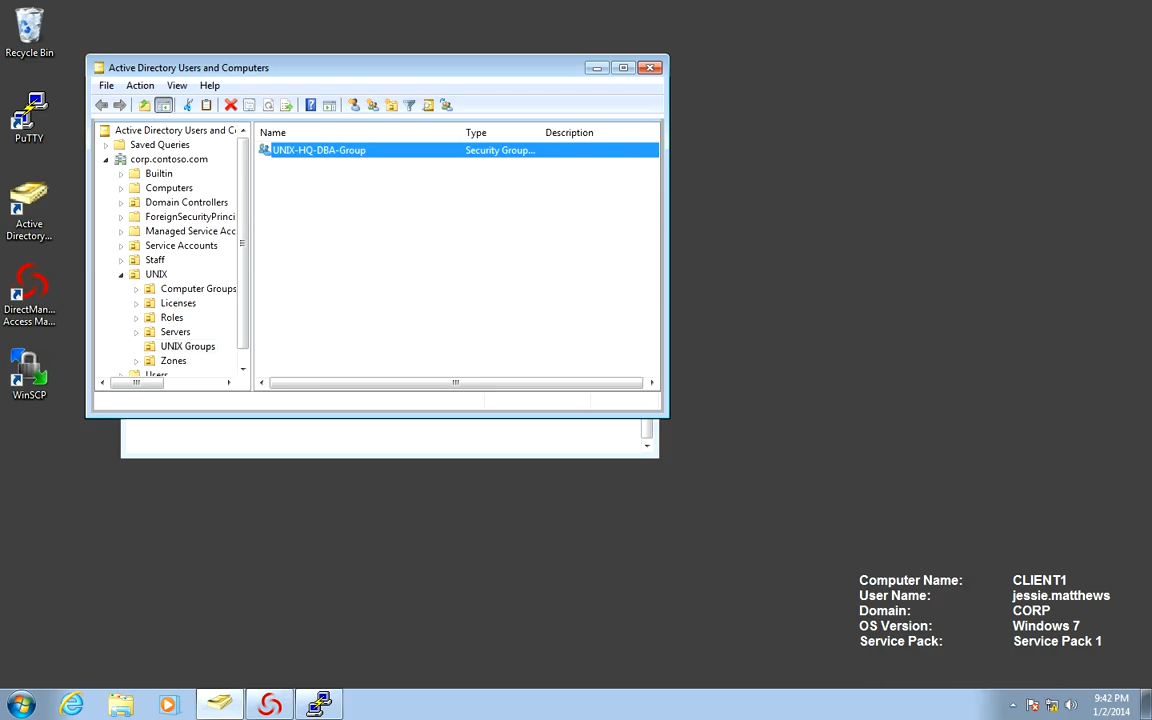 Recycle Bin
PuTTY
Active
Directory...
DirectMan...
Access Ma...
WinSCP
Active Directory Users and Computers
File Action View Help
Active Directory Users and C
Saved Queries
corp.contoso.com
Builtin
Computers
Domain Controllers
ForeignSecurityPrinci
Managed Service Acc
Service Accounts
Staff
UNIX
Computer Groups
Licenses
Roles
Servers
UNIX Groups
Zones
Users
Name Type Description
UNIX-HQ-DBA-Group Security Group...
Computer Name: CLIENT1
User Name: jessie.matthews
Domain: CORP
OS Version: Windows 7
Service Pack: Service Pack 1
9:42 PM
1/2/2014